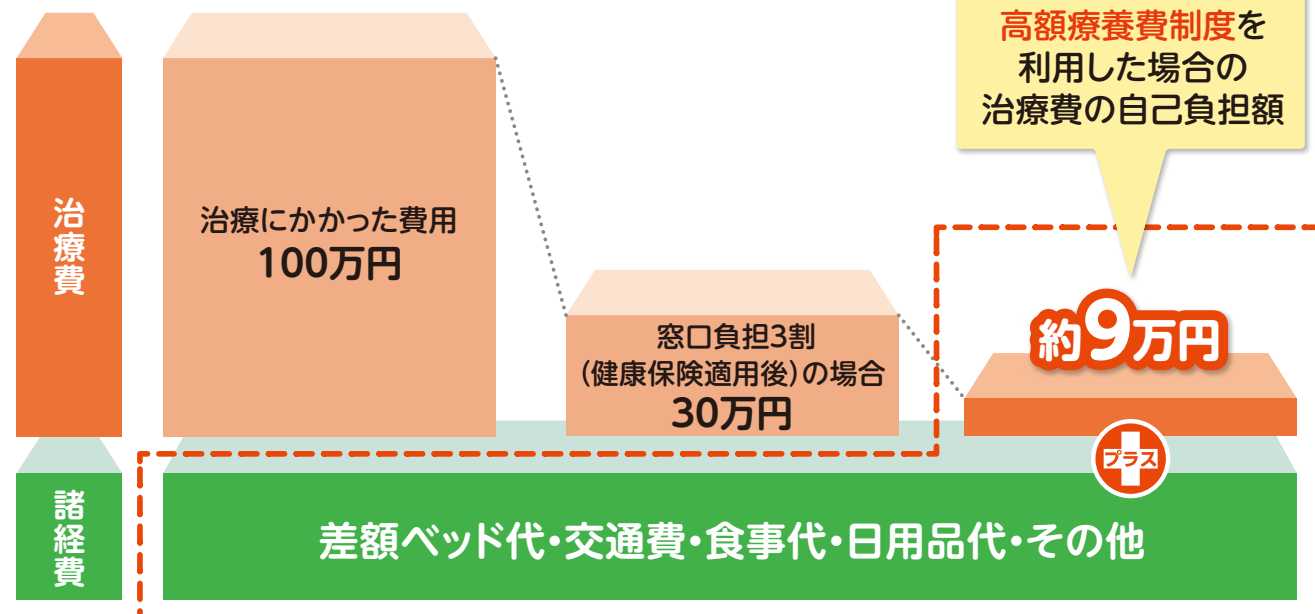 高額療養費制度を
利用した場合の
治療費の自己負担額
治療費
治療にかかった費用
100万円
窓口負担3割
(健康保険適用後)の場合
30万円
約9万円
プラス
諸経費
差額ベッド代・交通費・食事代・日用品代・その他